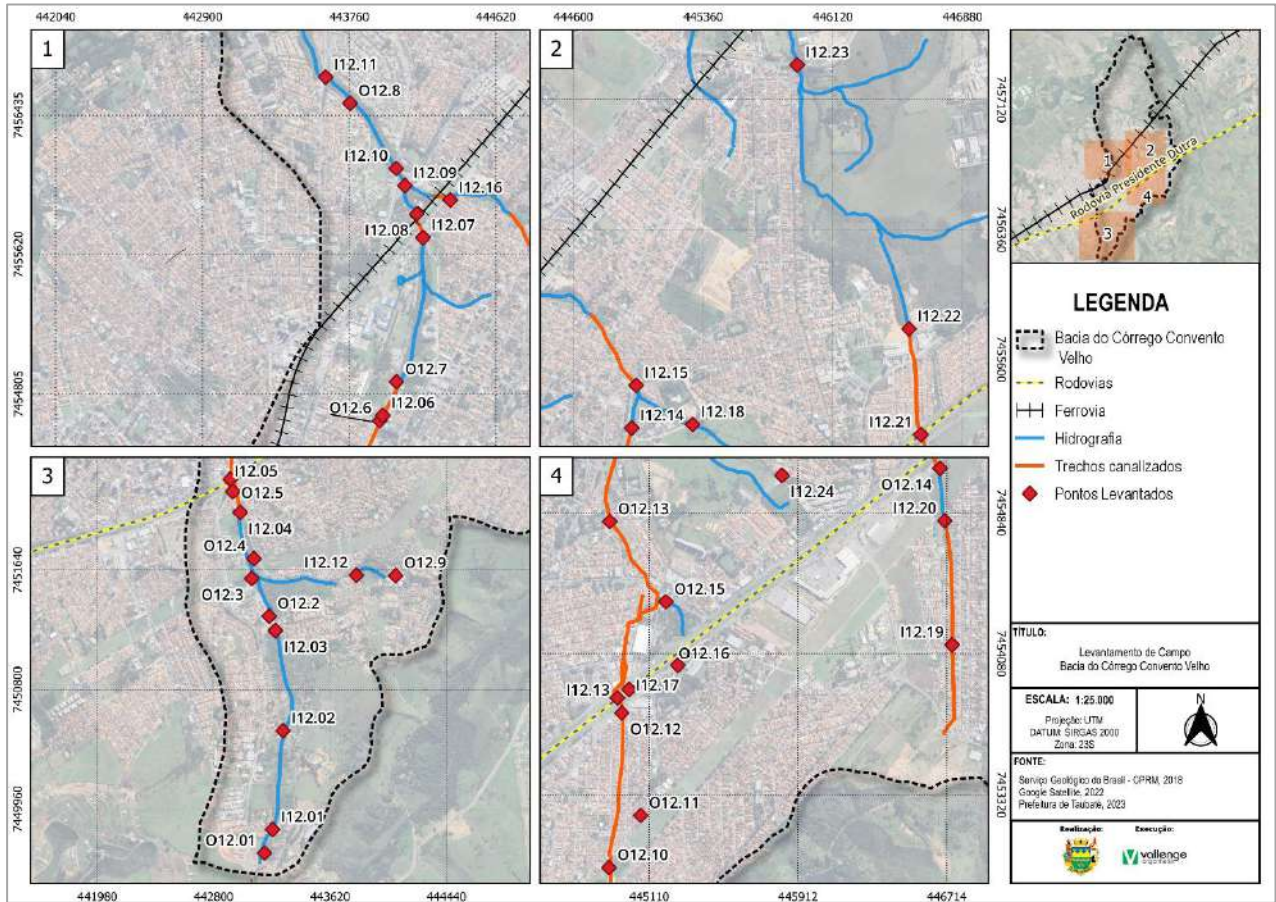 442040 442900 443760 444620 444600 445360 446120 446880
1
I12.11
O12.8
7456435
I12.10
I12.09
I12.16
I12.08
I12.07
7455620
O12.7
7454805
O12.6
I12.06
2
I12.23
7457120
7456360
I12.22
7455600
I12.15
I12.14
I12.18
I12.21
1
2
Rodovia Presidente Dutra
4
3
LEGENDA
Bacia do Córrego Convento
Velho
Rodovias
Ferrovia
Hidrografia
Trechos canalizados
Pontos Levantados
3
I12.05
O12.5
I12.04
O12.4
I12.12
O12.9
7451640
O12.3
O12.2
I12.03
7450800
I12.02
7449960
I12.01
O12.01
4
I12.24
O12.14
O12.13
I12.20
7454840
O12.15
I12.19
O12.16
7454080
I12.17
I12.13
O12.12
O12.11
7453320
O12.10
TÍTULO:
Levantamento de Campo
Bacia do Córrego Convento Velho
ESCALA: 1:25.000
Projeção: UTM
DATUM: SIRGAS 2000
Zona: 23S
N
FONTE:
Serviço Geológico do Brasil - CPRM, 2018
Google Satellite, 2022
Prefeitura de Taubaté, 2023
Realização: Execução:
vallenge
441960 442800 443620 444440 445110 445912 446714